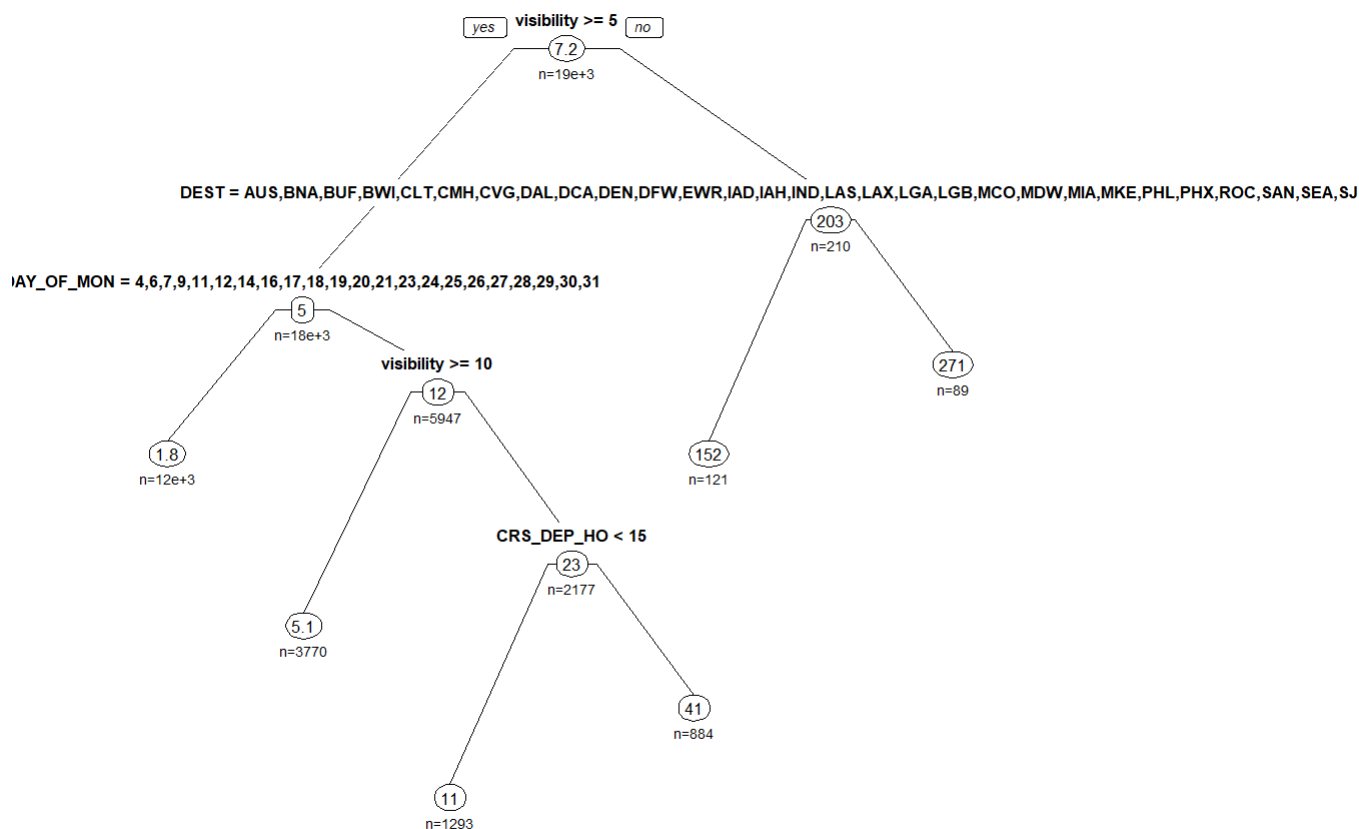 visibility >= 5
yes
no
7.2
n=19e+3
DEST = AUS,BNA,BUF,BWI,CLT,CMH,CVG,DAL,DCA,DEN,DFW,EWR,IAD,IAH,IND,LAS,LAX,LGA,LGB,MCO,MDW,MIA,MKE,PHL,PHX,ROC,SAN,SEA,SJ
203
n=210
DAY_OF_MON = 4,6,7,9,11,12,14,16,17,18,19,20,21,23,24,25,26,27,28,29,30,31
5
n=18e+3
visibility >= 10
12
n=5947
271
n=89
1.8
n=12e+3
152
n=121
CRS_DEP_HO < 15
23
n=2177
5.1
n=3770
41
n=884
11
n=1293